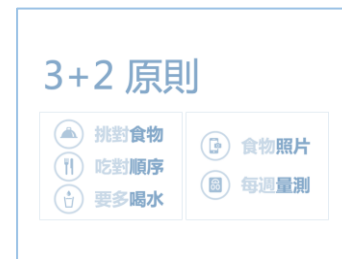 3+2 原則
挑對食物
吃對順序
要多喝水
食物照片
每週量測